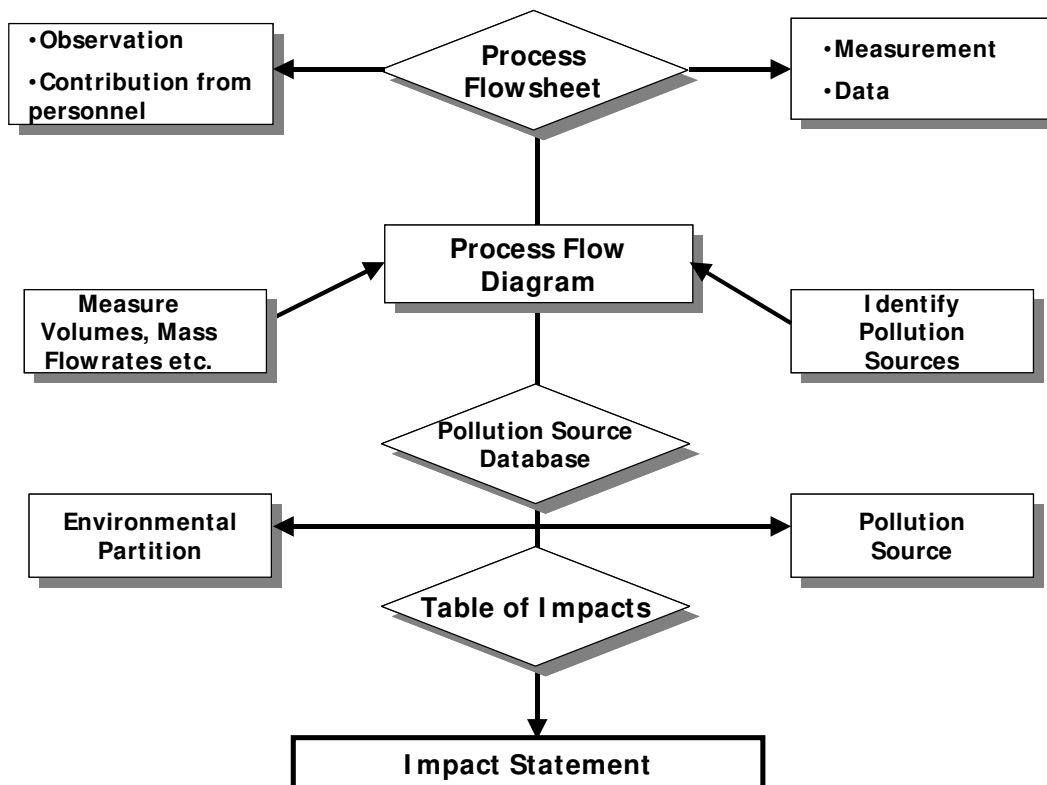 •Observation
•Contribution from
personnel
Process
Flowsheet
•Measurement
•Data
Process Flow
Diagram
Measure
Volumes, Mass
Flowrates etc.
Identify
Pollution
Sources
Pollution Source
Database
Environmental
Partition
Pollution
Source
Table of Impacts
Impact Statement